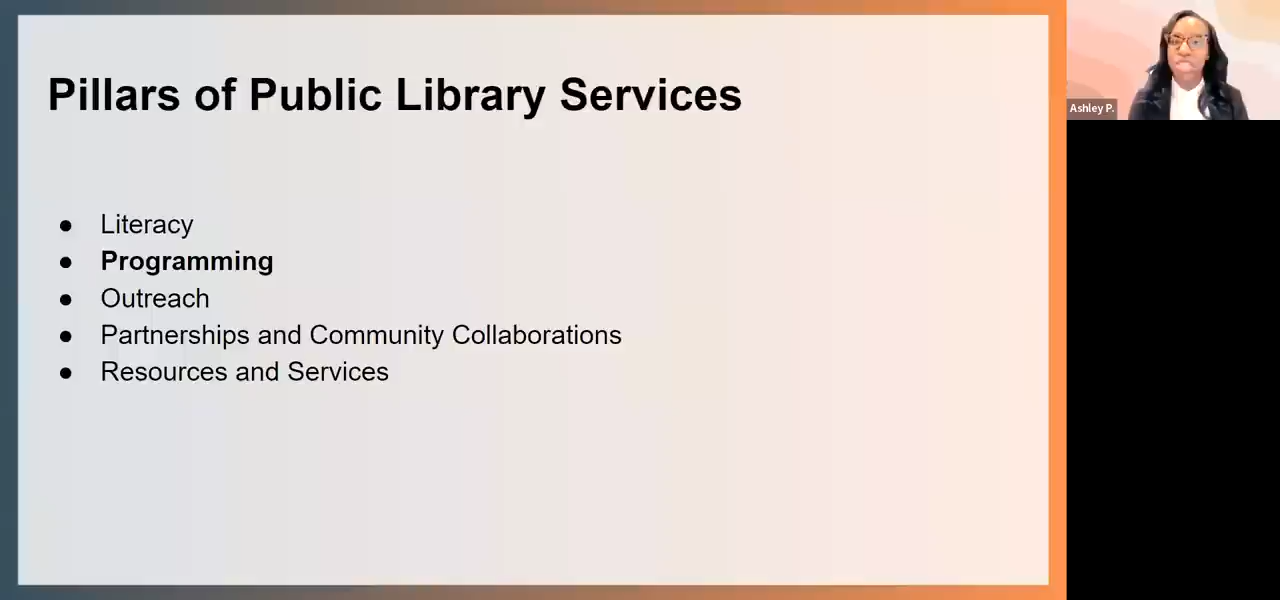 Pillars of Public Library Services
● Literacy
● Programming
● Outreach
● Partnerships and Community Collaborations
● Resources and Services
Ashley P.